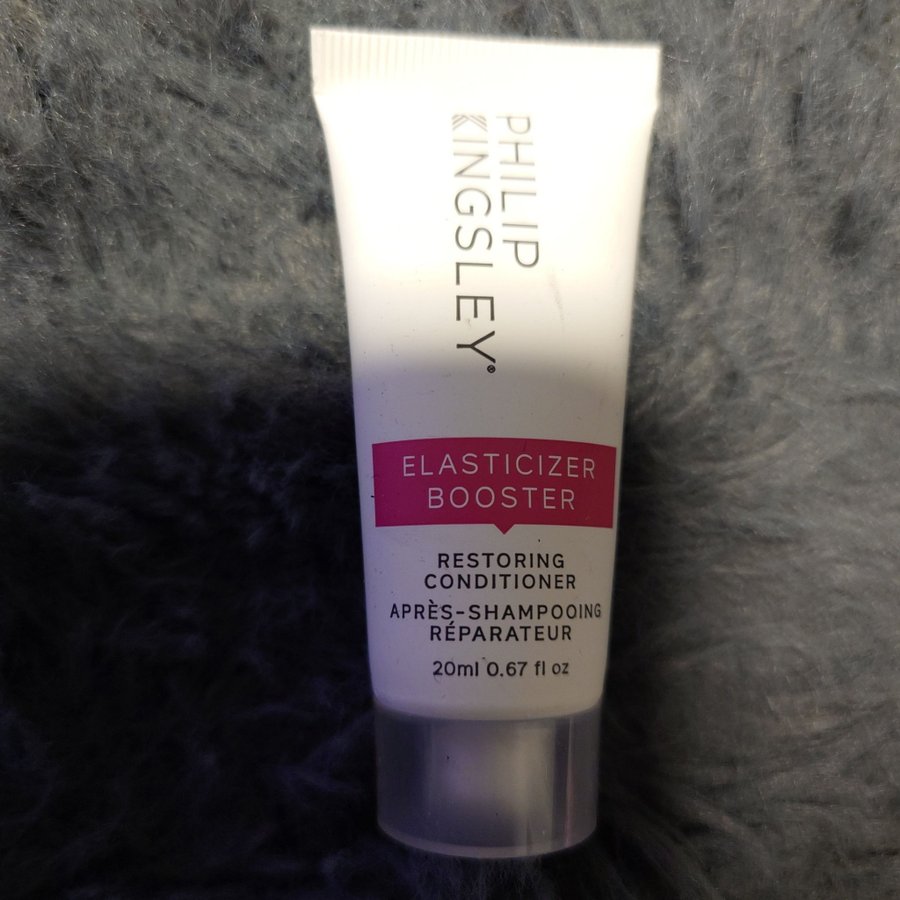 PHILIP
KINGSLEY®
ELASTICIZER
BOOSTER
RESTORING
CONDITIONER
APRÈS-SHAMPOOING
RÉPARATEUR
20ml 0.67 fl oz